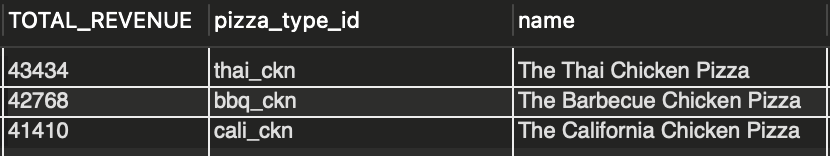 TOTAL_REVENUE pizza_type_id name
43434 thai_ckn The Thai Chicken Pizza
42768 bbq_ckn The Barbecue Chicken Pizza
41410 cali_ckn The California Chicken Pizza